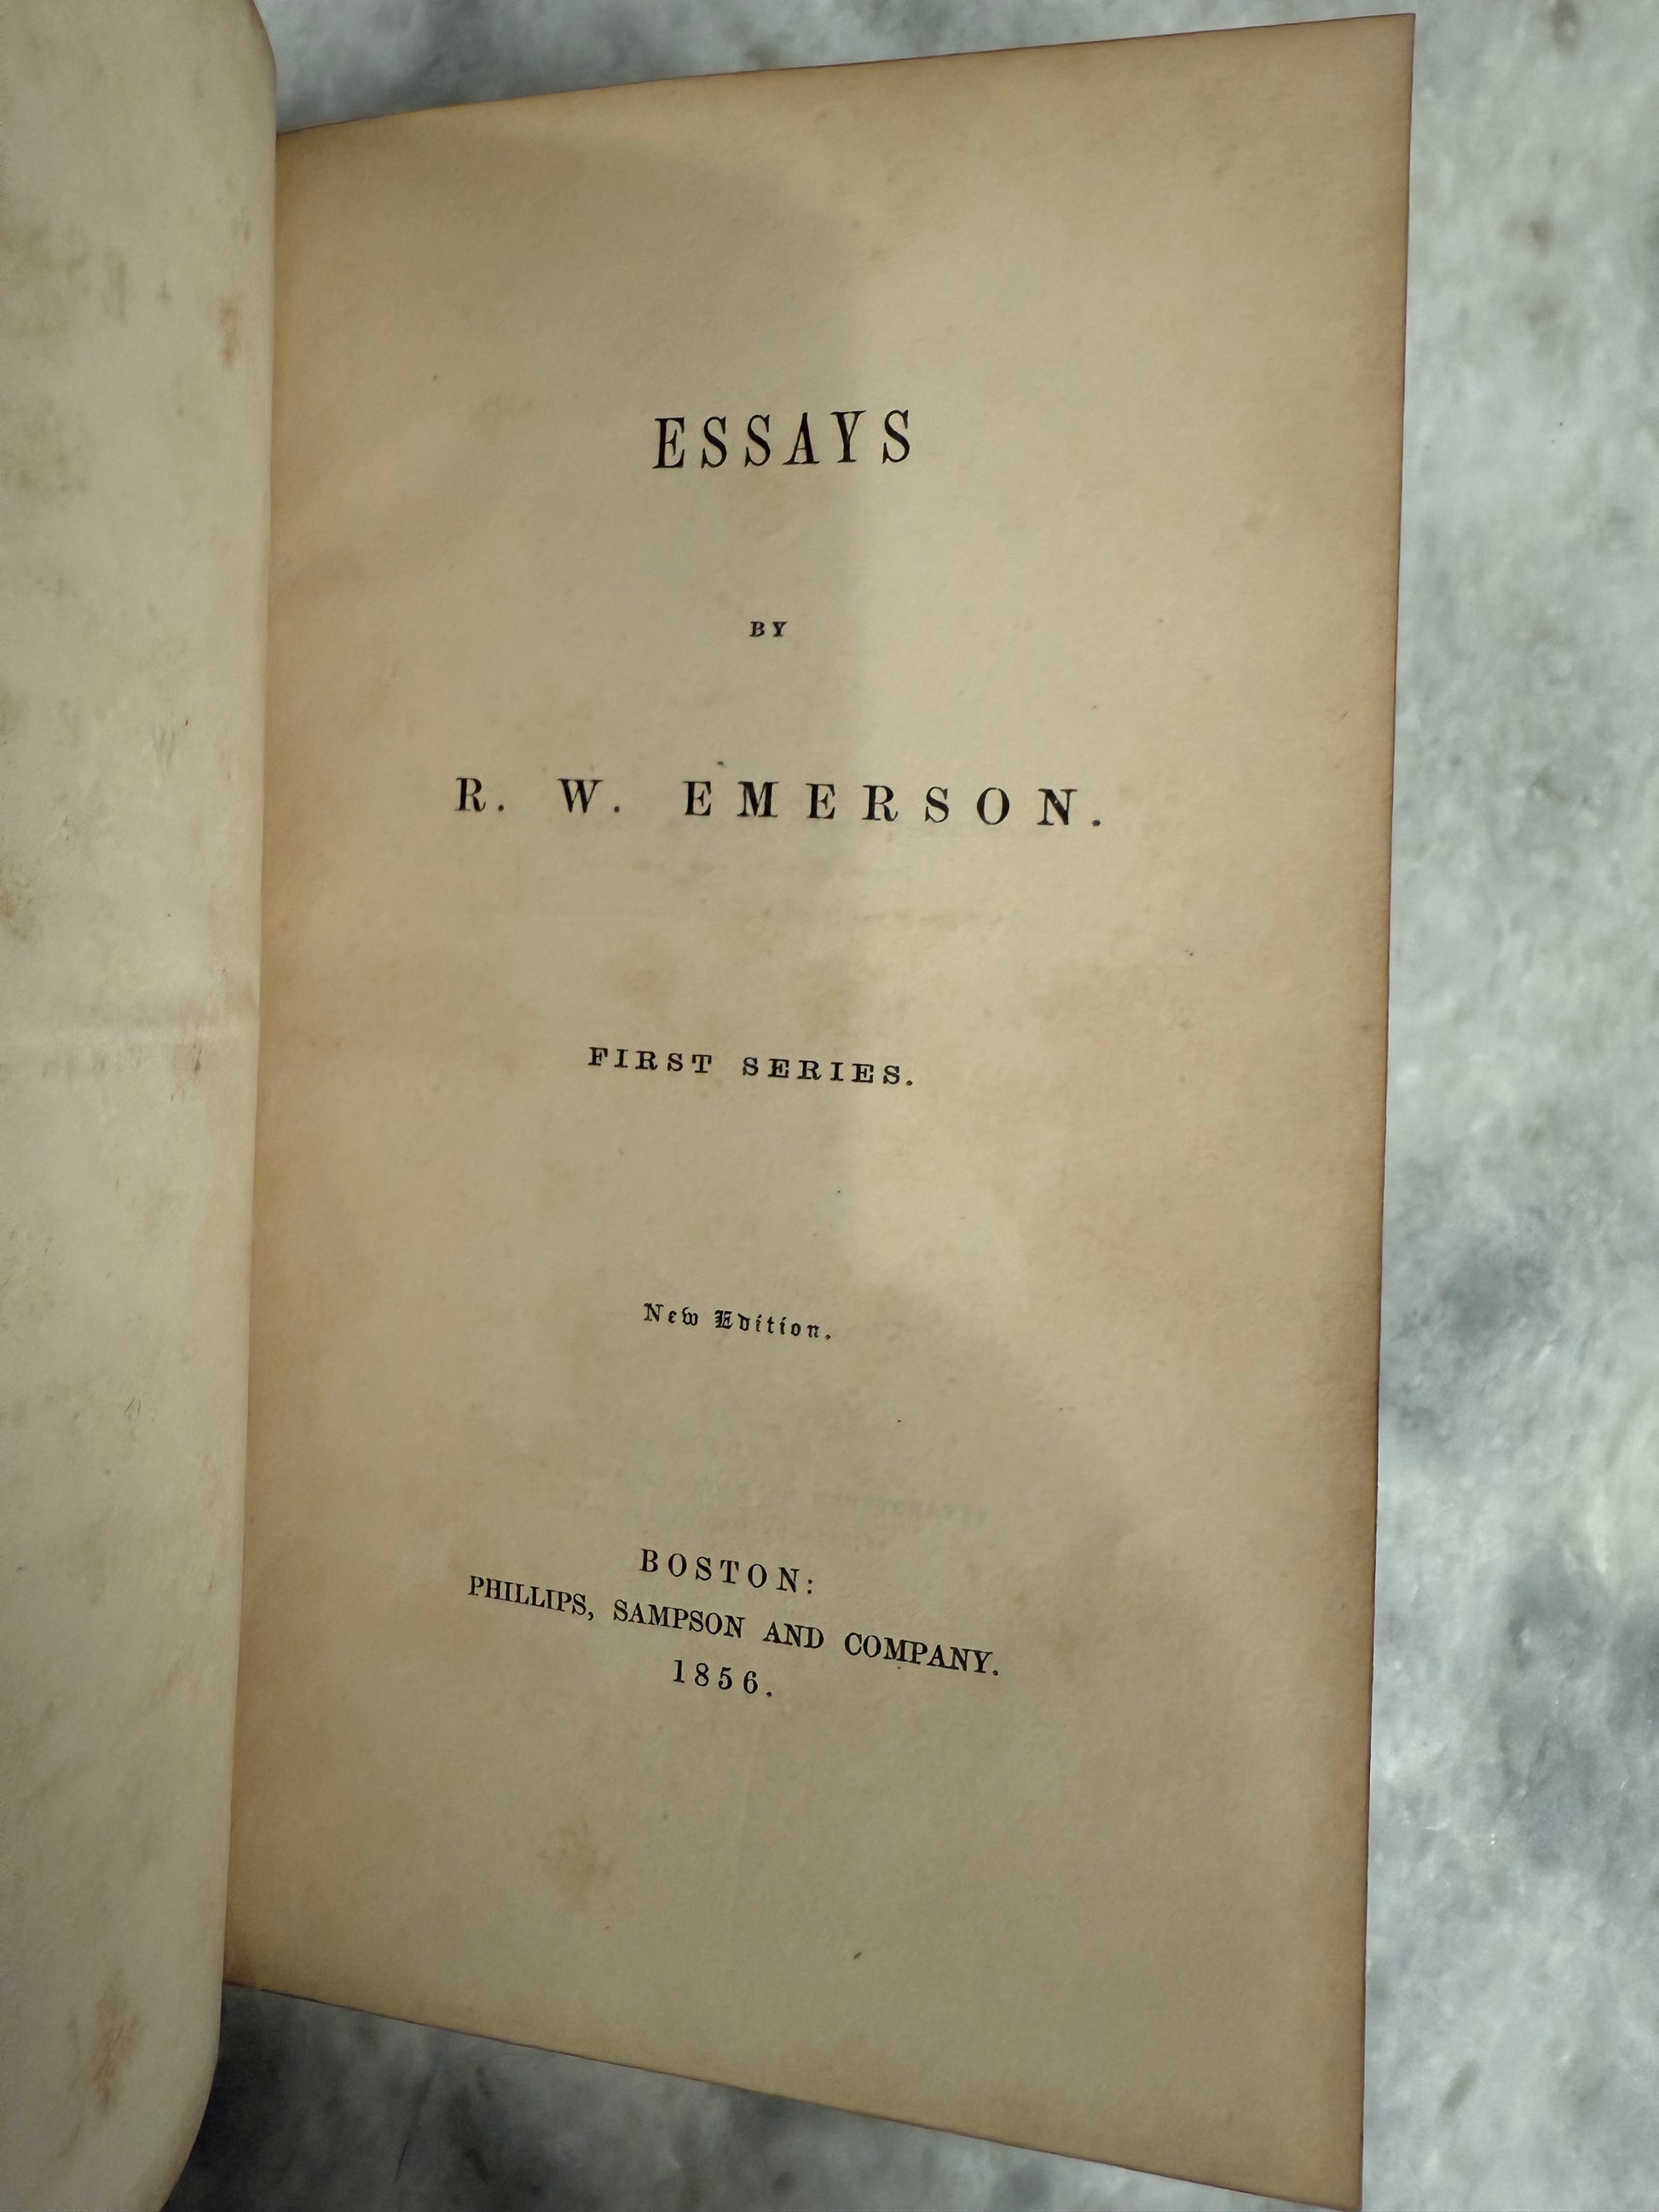 ESSAYS
BY
R. W. EMERSON.
FIRST SERIES.
New Edition.
BOSTON:
PHILLIPS, SAMPSON AND COMPANY.
1856.